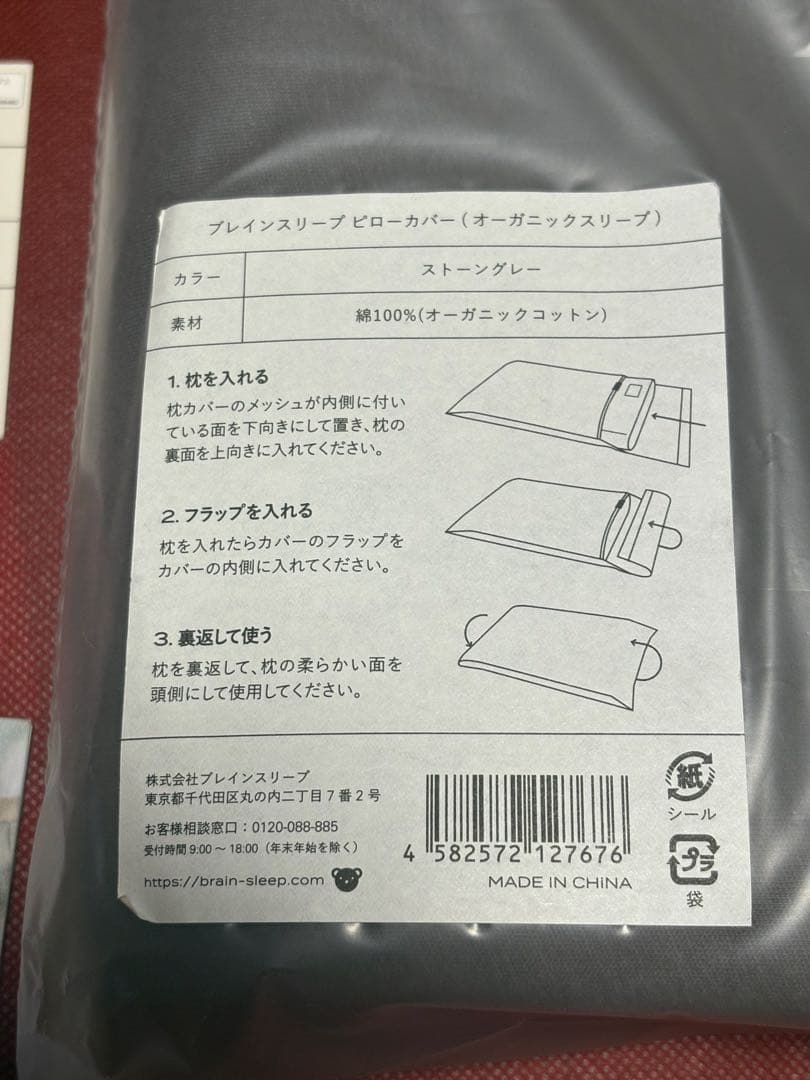 ブレインスリープ ピローカバー ( オーガニックスリープ )
カラー ストーングレー
素材 綿100%(オーガニックコットン)
1. 枕を入れる
枕カバーのメッシュが内側に付い
ている面を下向きにして置き、枕の
裏面を上向きに入れてください。
2. フラップを入れる
枕を入れたらカバーのフラップを
カバーの内側に入れてください。
3. 裏返して使う
枕を裏返して、枕の柔らかい面を
頭側にして使用してください。
株式会社ブレインスリープ
東京都千代田区丸の内二丁目7番2号
お客様相談窓口：0120-088-885
受付時間 9:00 〜 18:00（年末年始を除く）
https://brain-sleep.com
4 582572 127676
MADE IN CHINA
紙
シール
プラ
袋